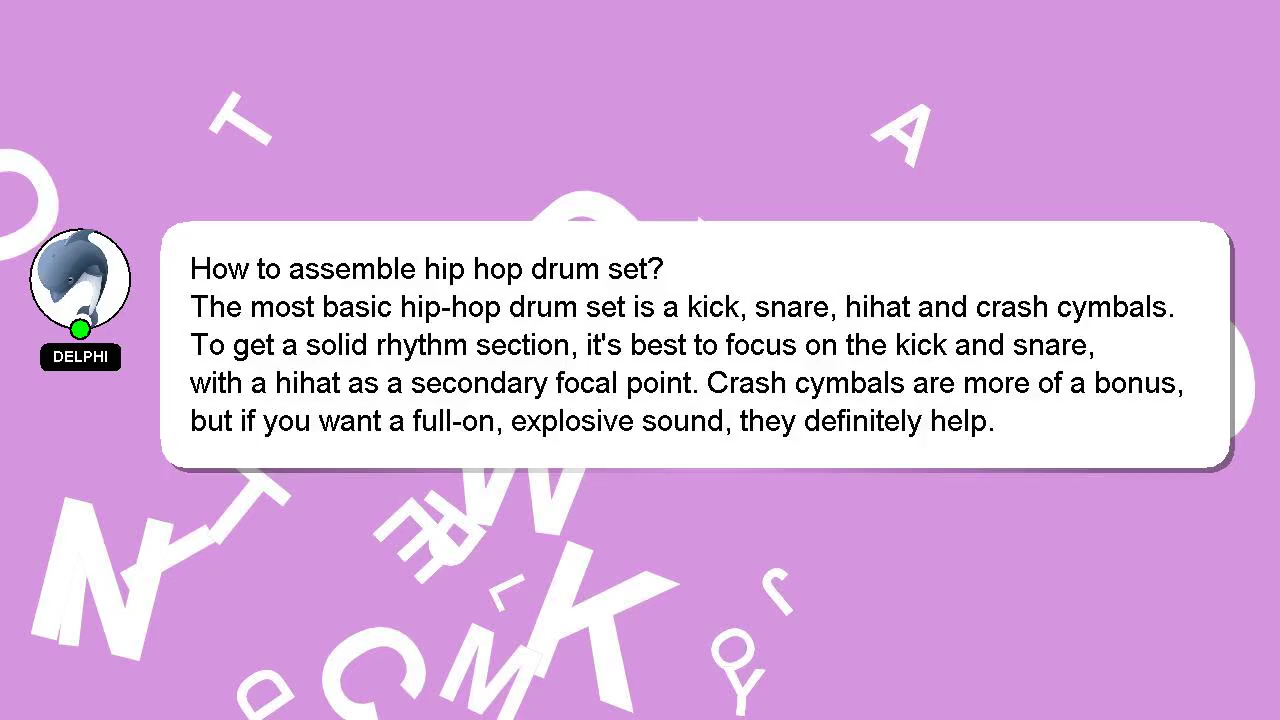 T
A
O
How to assemble hip hop drum set?
The most basic hip-hop drum set is a kick, snare, hihat and crash cymbals.
To get a solid rhythm section, it's best to focus on the kick and snare,
with a hihat as a secondary focal point. Crash cymbals are more of a bonus,
but if you want a full-on, explosive sound, they definitely help.
DELPHI
T
W
N
Y
E
R
L
K
J
M
C
D
O
Y